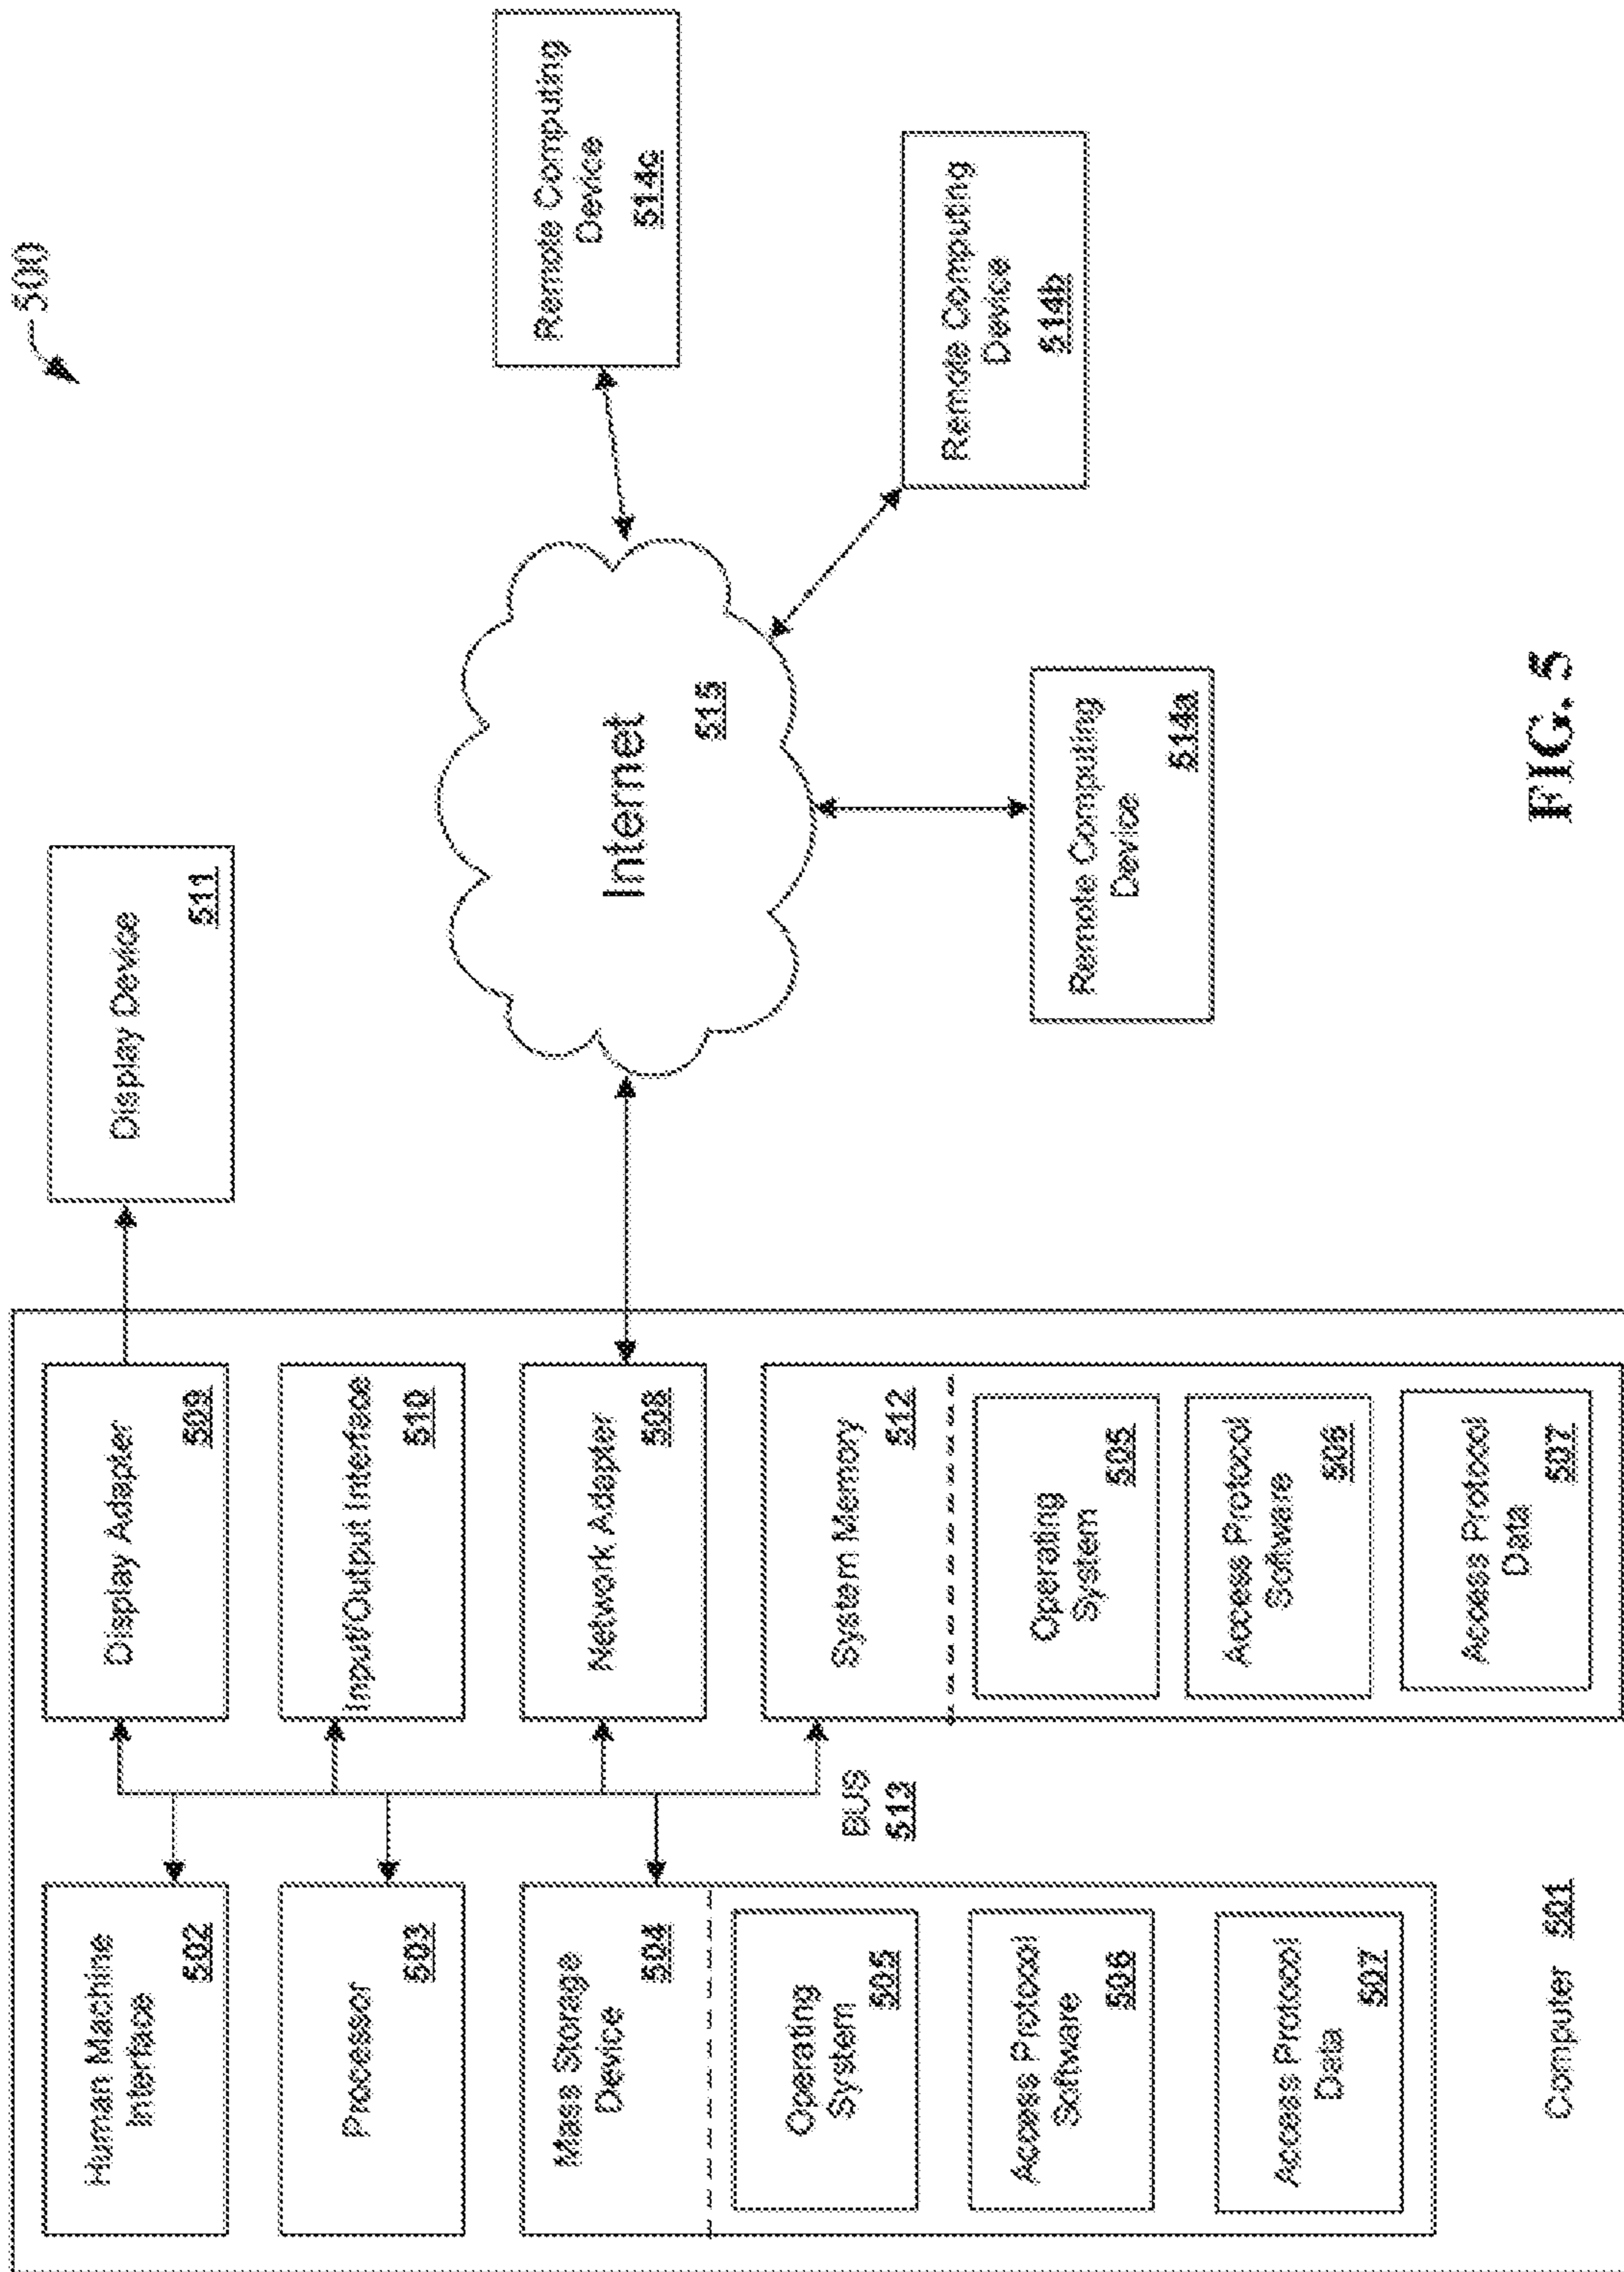 500
Human Machine
Interface
502
Processor
503
Mass Storage
Device
504
Operating
System
505
Access Protocol
Software
506
Access Protocol
Data
507
Computer 501
BUS
513
Display Adapter
509
Input/Output Interface
510
Network Adapter
508
System Memory
512
Operating
System
505
Access Protocol
Software
506
Access Protocol
Data
507
Display Device
511
Internet
515
Remote Computing
Device
514a
Remote Computing
Device
514b
Remote Computing
Device
514c
FIG. 5